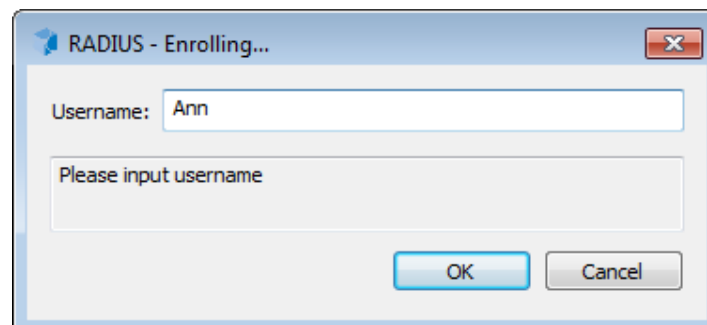 RADIUS - Enrolling...
Username: Ann
Please input username
OK Cancel